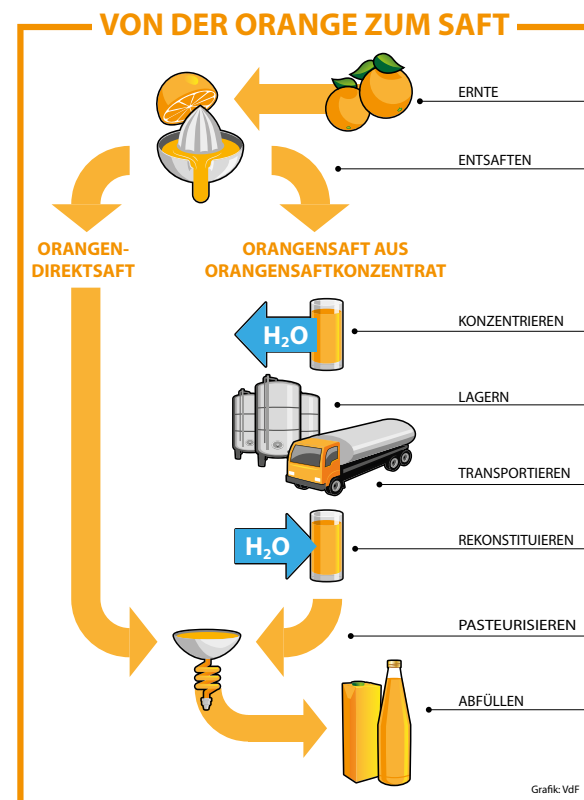 VON DER ORANGE ZUM SAFT
ERNTE
ENTSAFTEN
ORANGEN-
DIREKTSAFT
ORANGENSAFT AUS
ORANGENSAFTKONZENTRAT
H₂O
KONZENTRIEREN
LAGERN
TRANSPORTIEREN
H₂O
REKONSTITUIEREN
PASTEURISIEREN
ABFÜLLEN
Grafik: VdF